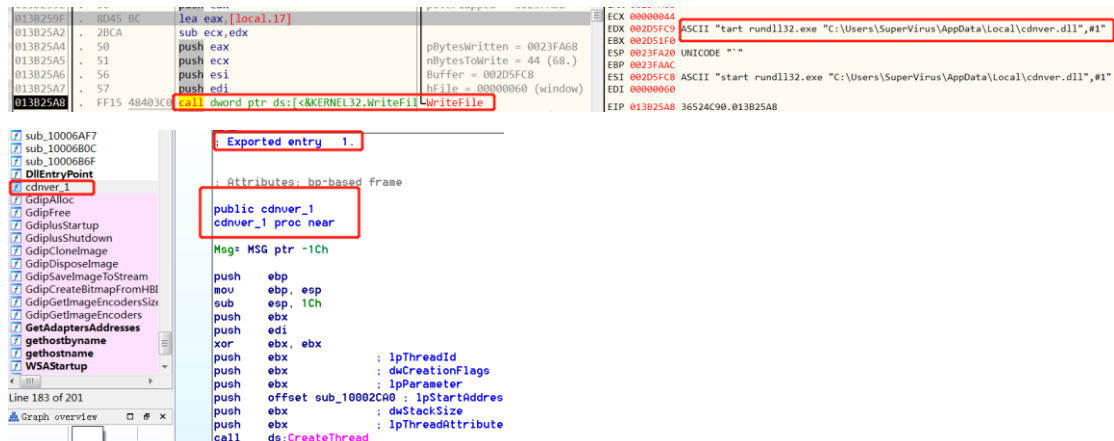 013B259F . 8D45 BC lea eax,[local.17]
013B25A2 . 2BCA sub ecx,edx
013B25A4 . 50 push eax pBytesWritten = 0023FA68
013B25A5 . 51 push ecx nBytesToWrite = 44 (68.)
013B25A6 . 56 push esi Buffer = 002D5FC8
013B25A7 . 57 push edi hFile = 00000060 (window)
013B25A8 . FF15 48403C0 call dword ptr ds:[<&KERNEL32.WriteFil WriteFile
ECX 00000044
EDX 002D5FC9 ASCII "tart rundll32.exe "C:\Users\SuperVirus\AppData\Local\cdnver.dll",#1"
EBX 002D51F0
ESP 0023FA20 UNICODE "`"
EBP 0023FAAC
ESI 002D5FC8 ASCII "start rundll32.exe "C:\Users\SuperVirus\AppData\Local\cdnver.dll",#1"
EDI 00000060
EIP 013B25A8 36524C90.013B25A8
sub_10006AF7
sub_10006B0C
sub_10006B6F
DllEntryPoint
cdnver_1
GdipAlloc
GdipFree
GdiplusStartup
GdiplusShutdown
GdipCloneImage
GdipDisposeImage
GdipSaveImageToStream
GdipCreateBitmapFromHBI
GdipGetImageEncodersSize
GdipGetImageEncoders
GetAdaptersAddresses
gethostbyname
gethostname
WSAStartup
Line 183 of 201
Graph overview
; Exported entry 1.
; Attributes: bp-based frame
public cdnver_1
cdnver_1 proc near
Msg= MSG ptr -1Ch
push ebp
mov ebp, esp
sub esp, 1Ch
push ebx
push edi
xor ebx, ebx
push ebx ; lpThreadId
push ebx ; dwCreationFlags
push ebx ; lpParameter
push offset sub_10002CA0 ; lpStartAddres
push ebx ; dwStackSize
push ebx ; lpThreadAttribute
call ds:CreateThread